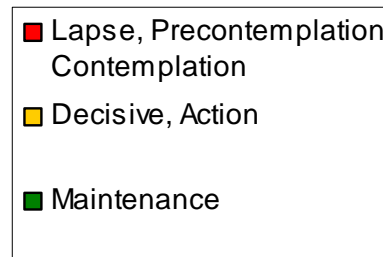 Lapse, Precontemplation
Contemplation
Decisive, Action
Maintenance